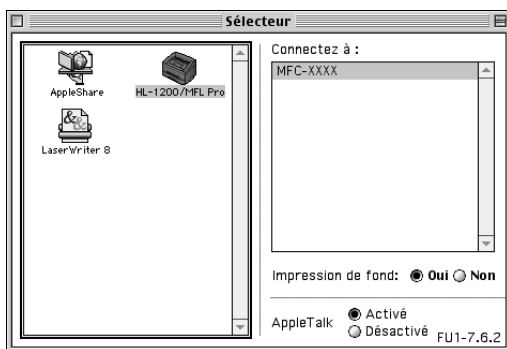 Sélecteur
AppleShare
HL-1200/MFL Pro
LaserWriter 8
Connectez à :
MFC-XXXX
Impression de fond: Oui Non
AppleTalk Activé
Désactivé
FU1-7.6.2